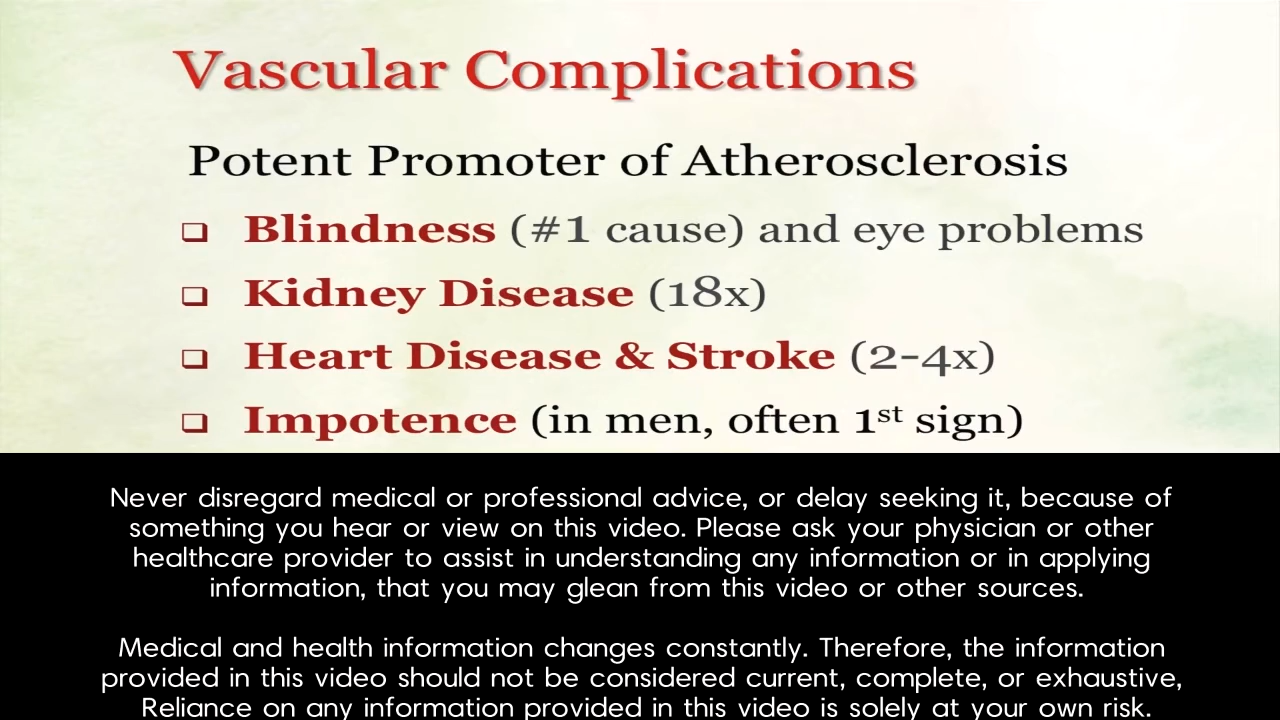 Vascular Complications
Potent Promoter of Atherosclerosis
❑ Blindness (#1 cause) and eye problems
❑ Kidney Disease (18x)
❑ Heart Disease & Stroke (2-4x)
❑ Impotence (in men, often 1st sign)
Never disregard medical or professional advice, or delay seeking it, because of
something you hear or view on this video. Please ask your physician or other
healthcare provider to assist in understanding any information or in applying
information, that you may glean from this video or other sources.
Medical and health information changes constantly. Therefore, the information
provided in this video should not be considered current, complete, or exhaustive,
Reliance on any information provided in this video is solely at your own risk.